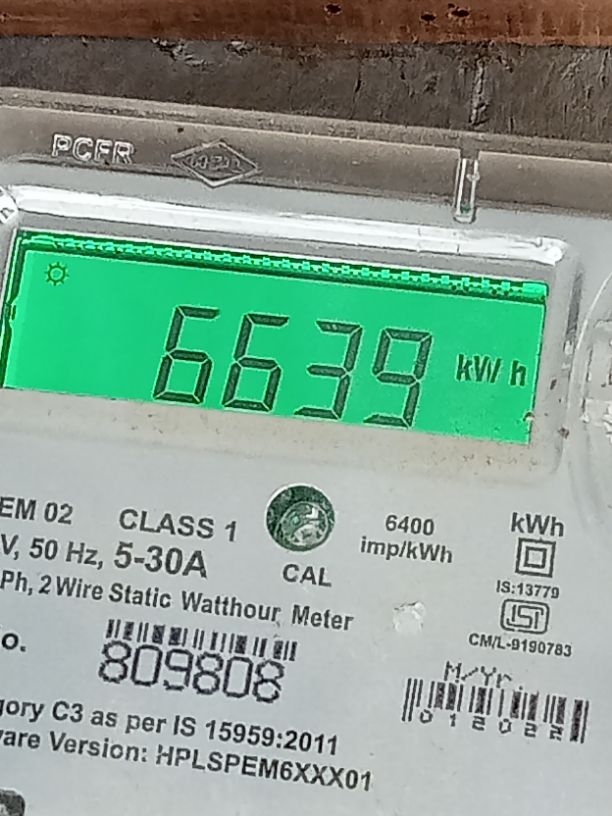 PCFR
6639 kWh
EM 02 CLASS 1
6400 imp/kWh
kWh
V, 50 Hz, 5-30A
CAL
IS:13779
Ph, 2 Wire Static Watthour Meter
CM/L-9190783
o.
809808
M/Yr.
012022
gory C3 as per IS 15959:2011
are Version: HPLSPEM6XXX01